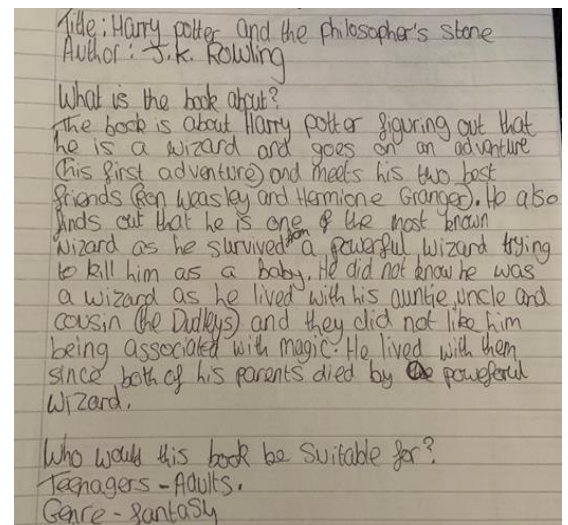 Title: Harry potter and the philosopher's stone
Author: J.K. Rowling
What is the book about?
The book is about Harry potter figuring out that
he is a wizard and goes on an adventure
(his first adventure) and meets his two best
friends (Ron Weasley and Hermione Granger). He also
finds out that he is one of the most known
wizard as he survived from a powerful wizard trying
to kill him as a baby. He did not know he was
a wizard as he lived with his auntie, uncle and
cousin (the Dudleys) and they did not like him
being associated with magic. He lived with them
since both of his parents died by a poweforul
wizard.
Who would this book be suitable for?
Teenagers - Adults.
Genre - fantasy